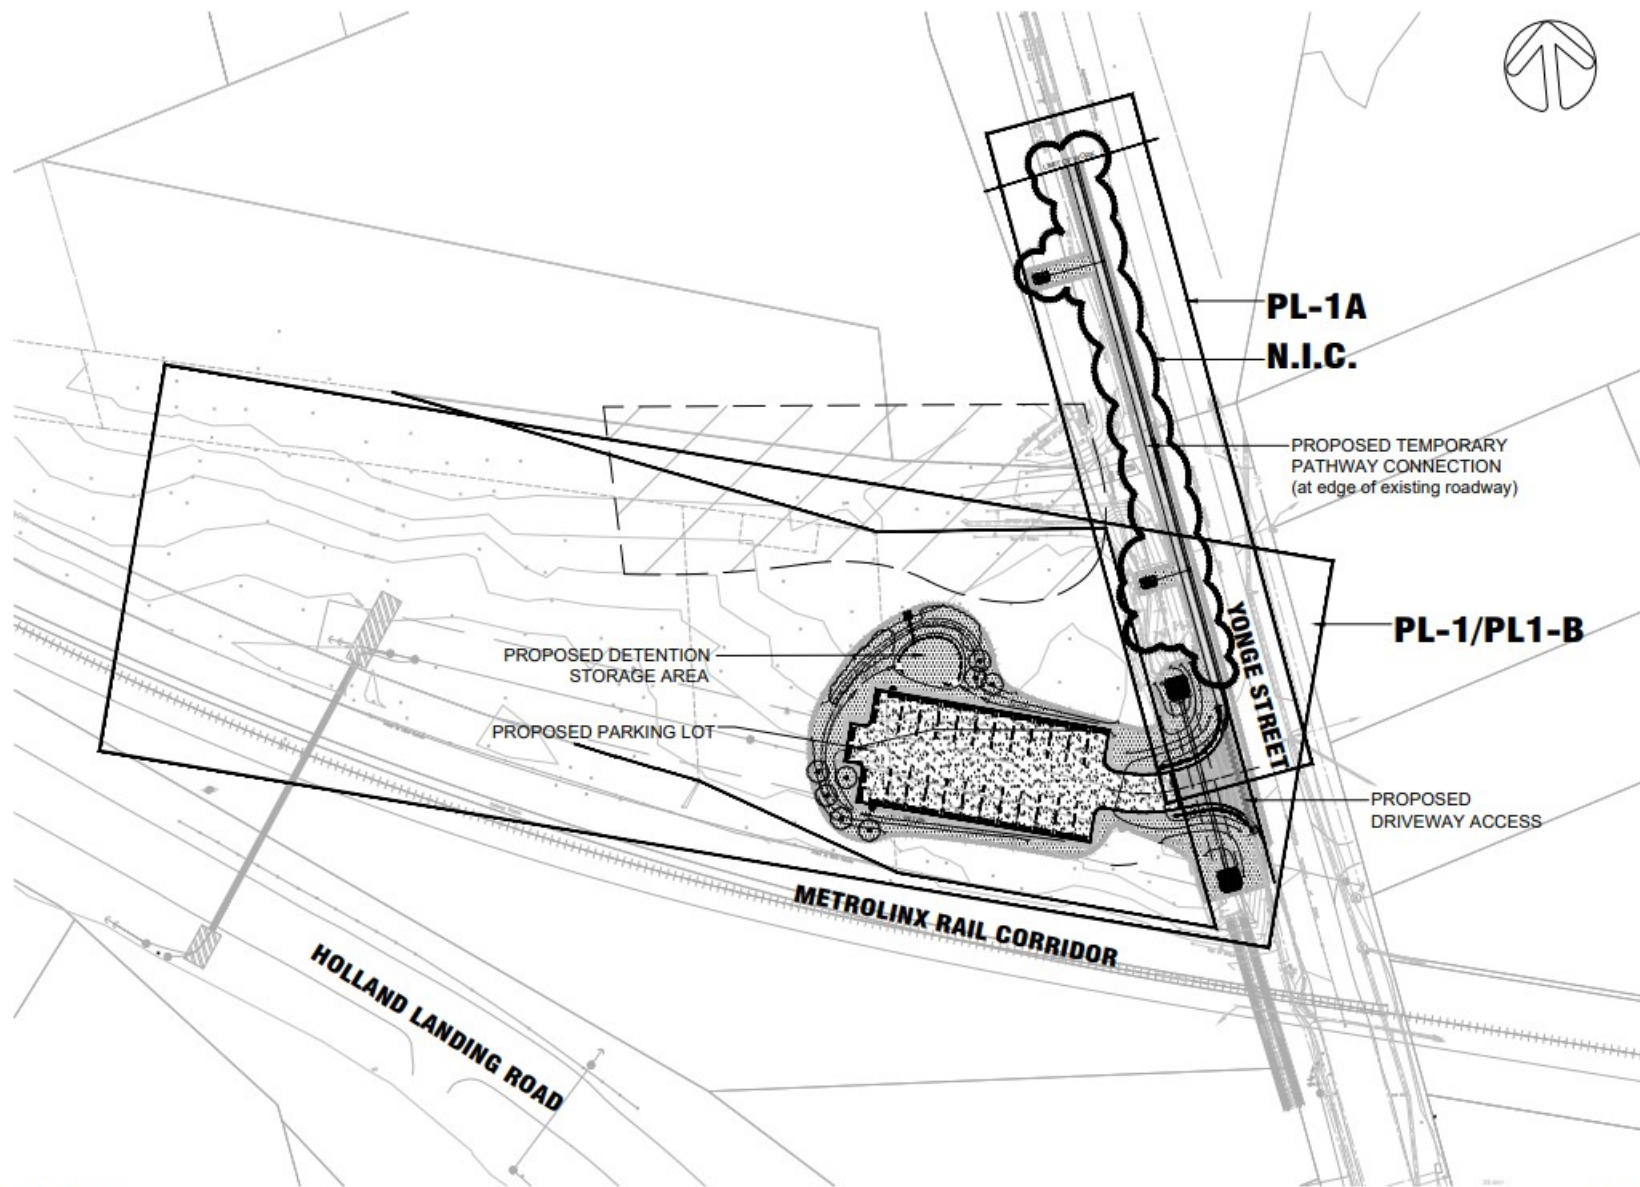 PL-1A
N.I.C.
PROPOSED TEMPORARY
PATHWAY CONNECTION
(at edge of existing roadway)
YONGE STREET
PL-1/PL1-B
PROPOSED DETENTION
STORAGE AREA
PROPOSED PARKING LOT
PROPOSED
DRIVEWAY ACCESS
METROLINX RAIL CORRIDOR
HOLLAND LANDING ROAD